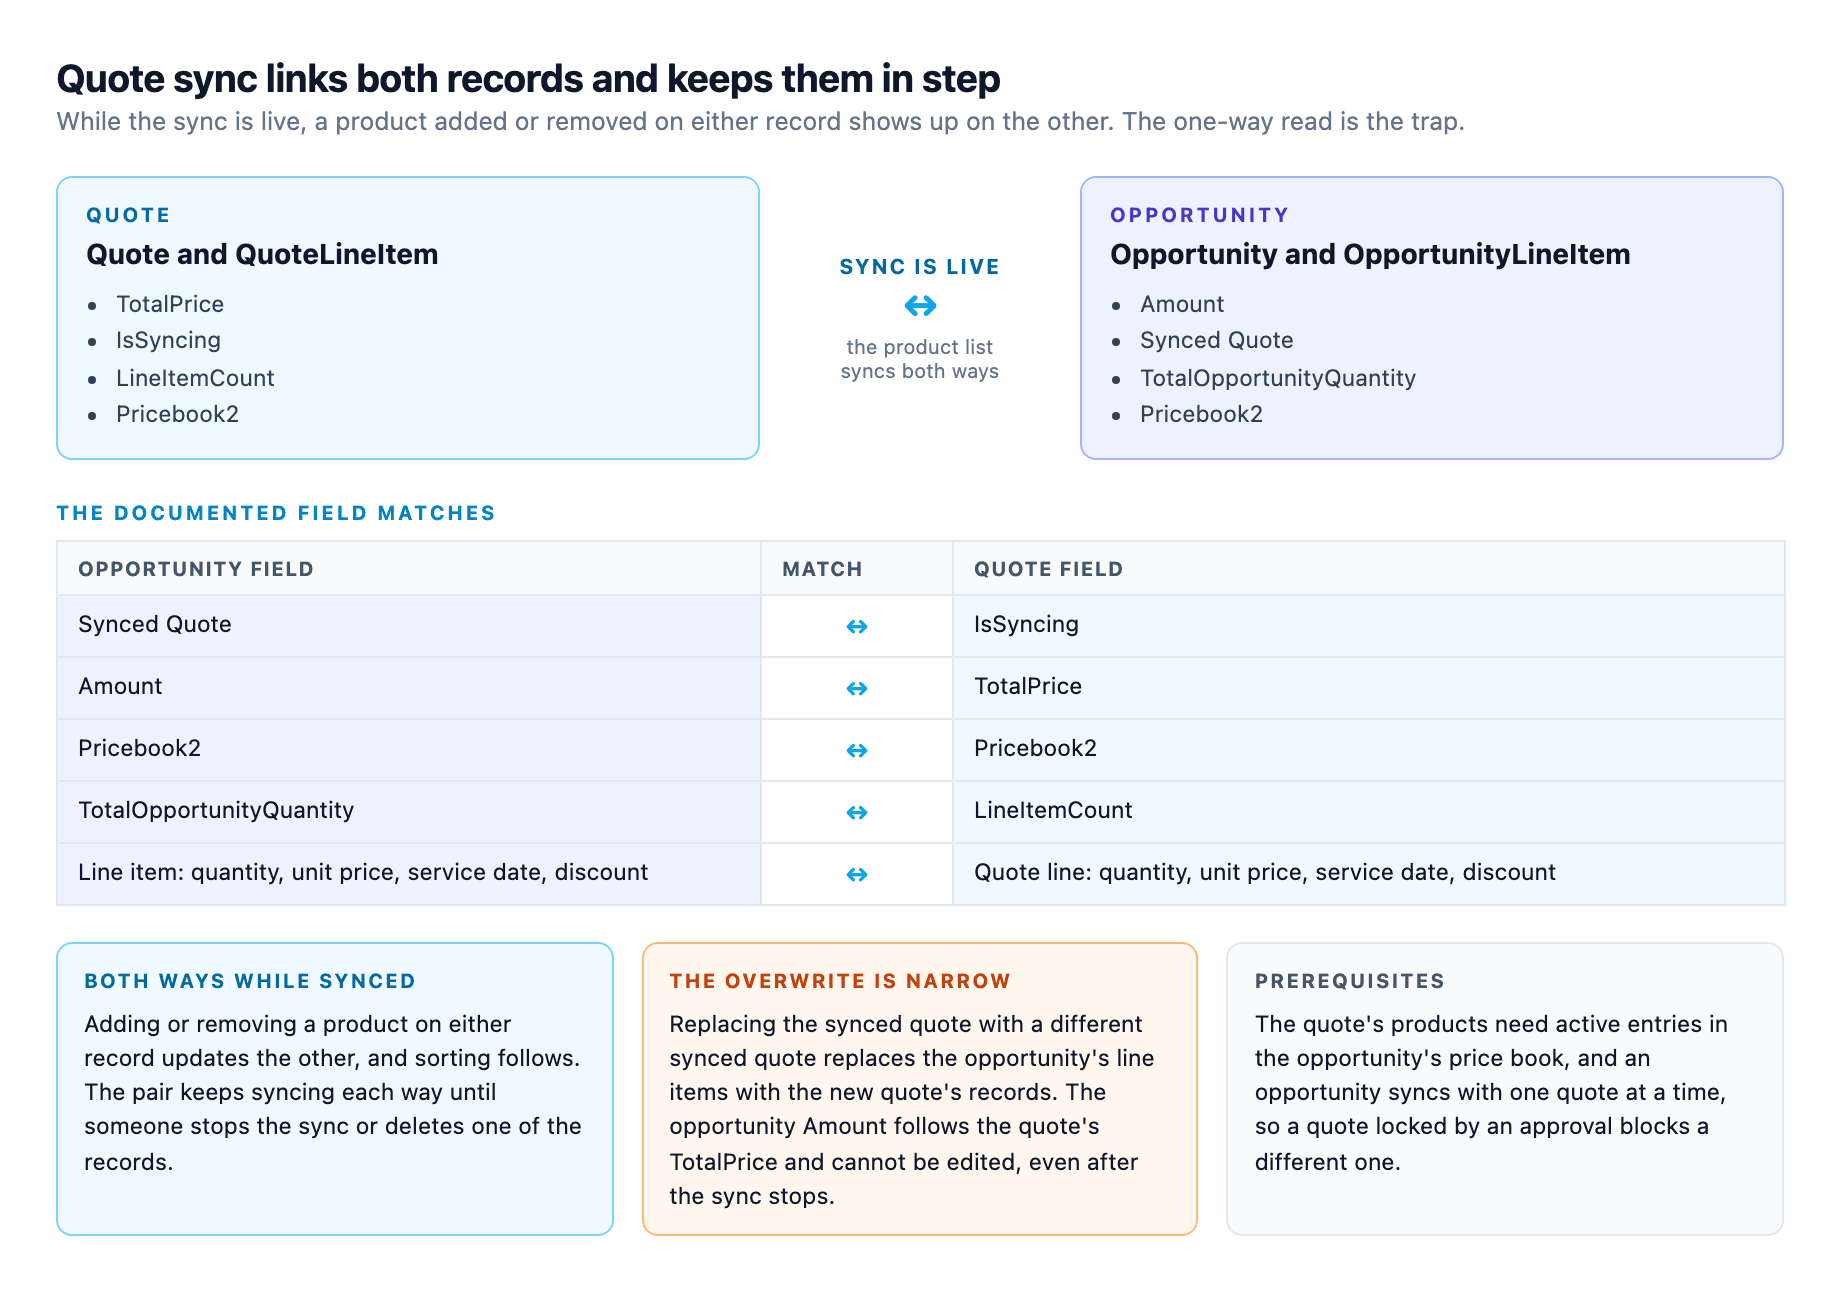 Quote sync links both records and keeps them in step
While the sync is live, a product added or removed on either record shows up on the other. The one-way read is the trap.
QUOTE
Quote and QuoteLineItem
• TotalPrice
• IsSyncing
• LineItemCount
• Pricebook2
SYNC IS LIVE
↔
the product list
syncs both ways
OPPORTUNITY
Opportunity and OpportunityLineItem
• Amount
• Synced Quote
• TotalOpportunityQuantity
• Pricebook2
THE DOCUMENTED FIELD MATCHES
OPPORTUNITY FIELD MATCH QUOTE FIELD
Synced Quote ↔ IsSyncing
Amount ↔ TotalPrice
Pricebook2 ↔ Pricebook2
TotalOpportunityQuantity ↔ LineItemCount
Line item: quantity, unit price, service date, discount ↔ Quote line: quantity, unit price, service date, discount
BOTH WAYS WHILE SYNCED
Adding or removing a product on either
record updates the other, and sorting follows.
The pair keeps syncing each way until
someone stops the sync or deletes one of the
records.
THE OVERWRITE IS NARROW
Replacing the synced quote with a different
synced quote replaces the opportunity's line
items with the new quote's records. The
opportunity Amount follows the quote's
TotalPrice and cannot be edited, even after
the sync stops.
PREREQUISITES
The quote's products need active entries in
the opportunity's price book, and an
opportunity syncs with one quote at a time,
so a quote locked by an approval blocks a
different one.